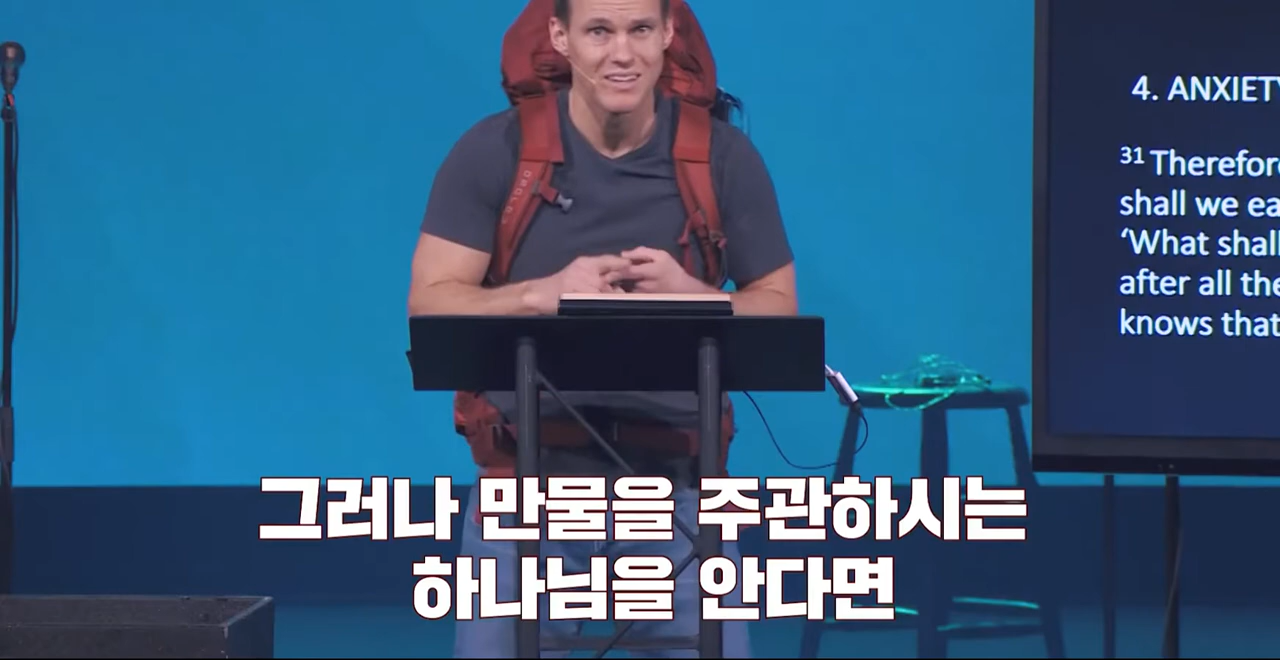 4. ANXIETY
31 Therefor
shall we ea
‘What shall
after all the
knows that
그러나 만물을 주관하시는
하나님을 안다면